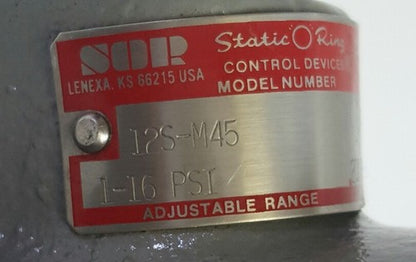 SOR Static O Ring
LENEXA, KS 66215 USA
CONTROL DEVICES
MODEL NUMBER
12S-M45
1-16 PSI
ADJUSTABLE RANGE